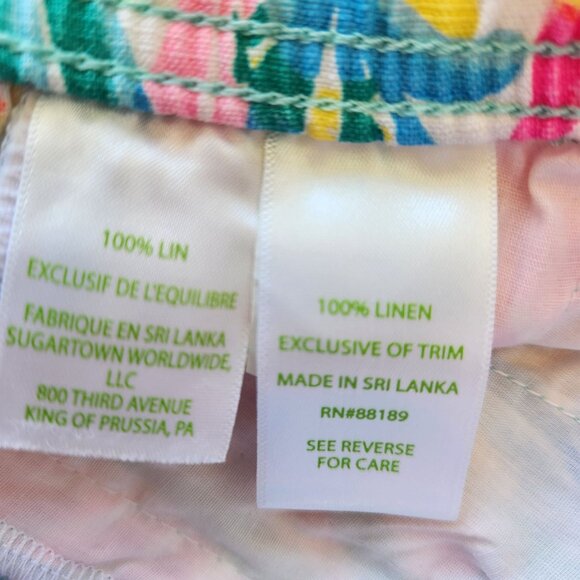 100% LIN
EXCLUSIF DE L'EQUILIBRE
FABRIQUE EN SRI LANKA
SUGARTOWN WORLDWIDE,
LLC
800 THIRD AVENUE
KING OF PRUSSIA, PA
100% LINEN
EXCLUSIVE OF TRIM
MADE IN SRI LANKA
RN#88189
SEE REVERSE
FOR CARE